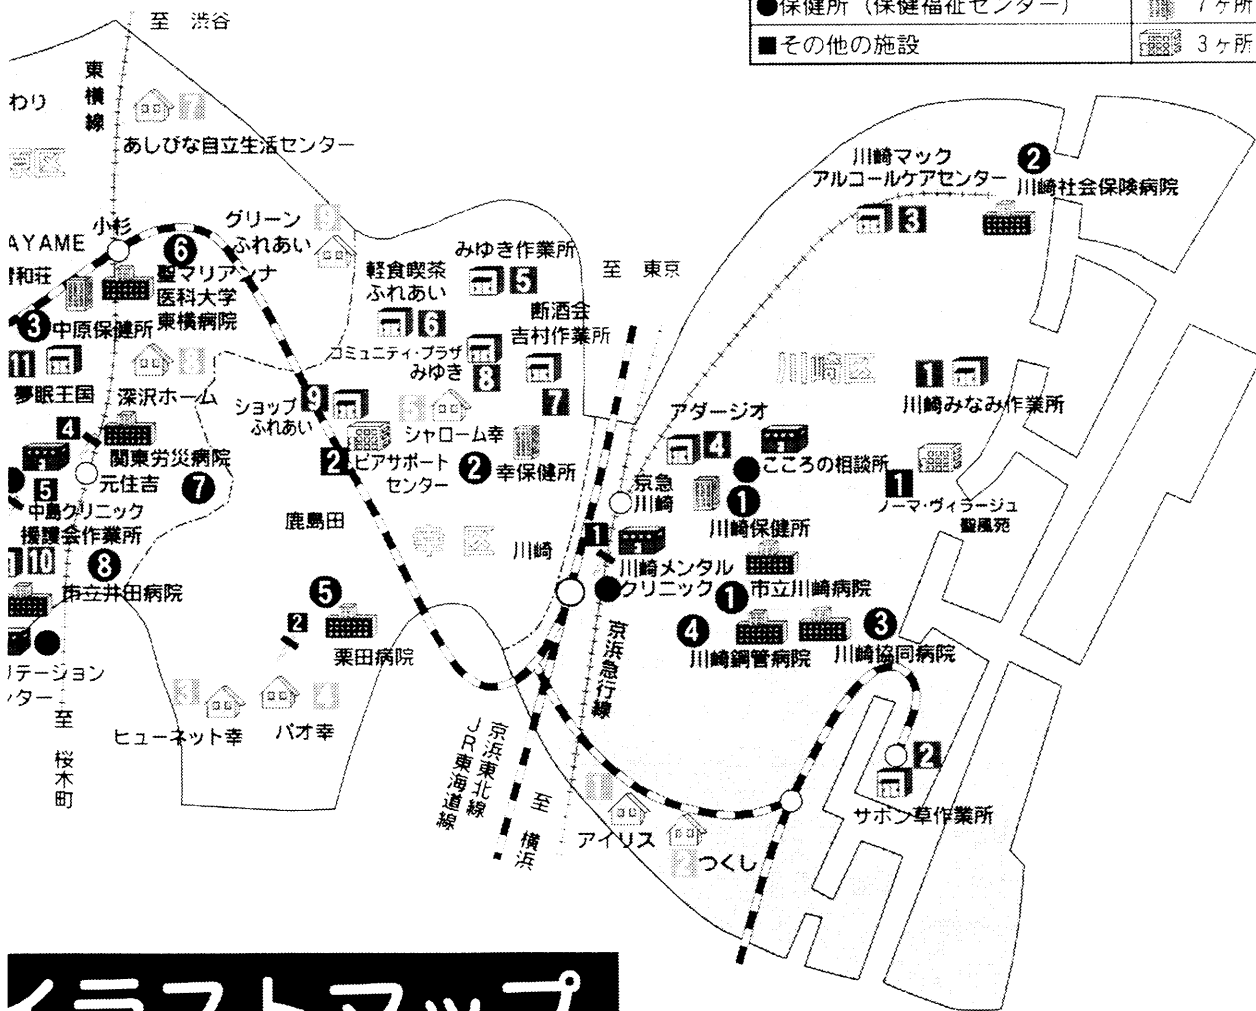 ●保健所（保健福祉センター） 7ヶ所
■その他の施設 3ヶ所
至 渋谷
東横線
わり
7
あしびな自立生活センター
小杉
AYAME
6
聖マリアンナ
医科大学
東横病院
3
中原保健所
11
夢眠王国
8
深沢ホーム
4
関東労災病院
元住吉
7
5
中島クリニック
援護会作業所
10
8
市立井田病院
リテーション
ンター
至 桜木町
グリーン
ふれあい
9
軽食喫茶
ふれあい
6
みゆき作業所
5
断酒会
吉村作業所
7
コミュニティ・プラザ
みゆき
8
9
ショップ
ふれあい
5
シャローム幸
2
ピアサポート
センター
2
幸保健所
鹿島田
幸区
川崎
5
2
栗田病院
3
ヒューネット幸
4
パオ幸
至 東京
川崎マック
アルコールケアセンター
3
2
川崎社会保険病院
川崎区
1
川崎みなみ作業所
アダージオ
4
こころの相談所
1
ノーマ・ヴィラージュ
聖風苑
京急
川崎
1
川崎保健所
1
川崎メンタル
クリニック
1
市立川崎病院
4
川崎鋼管病院
3
川崎協同病院
京浜急行線
京浜東北線
JR東海道線
至 横浜
1
アイリス
2
つくし
2
サボン草作業所
イラストマップ